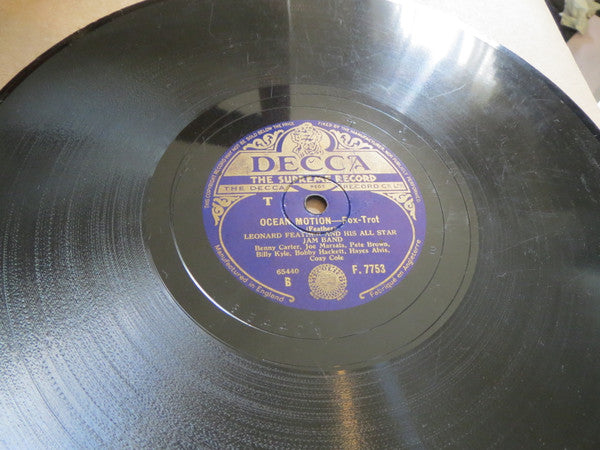 DECCA
THE SUPREME RECORD
THE DECCA RECORD CO. LTD.
T
OCEAN MOTION—Fox-Trot
(Feather)
LEONARD FEATHER AND HIS ALL STAR
JAM BAND
Benny Carter, Joe Marsala, Pete Brown,
Billy Kyle, Bobby Hackett, Hayes Alvis,
Cozy Cole
65440
B
F. 7753
Manufactured in England
Fabriqué en Angleterre